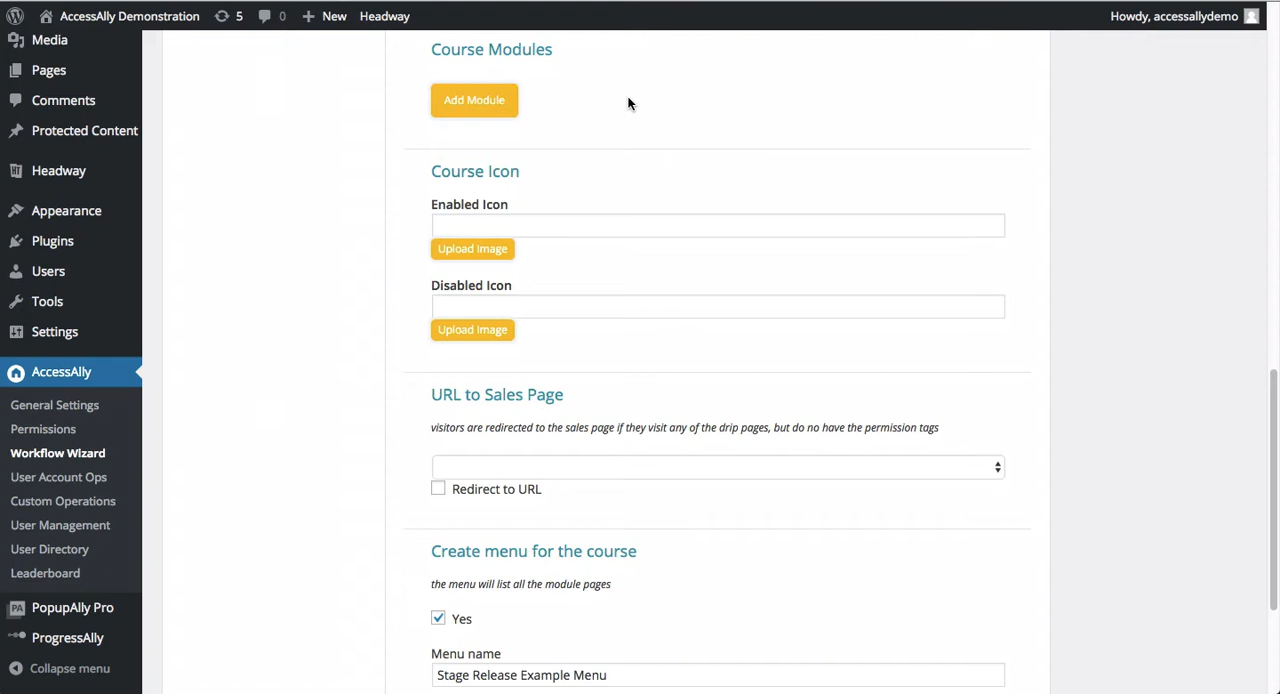 AccessAlly Demonstration 5 0 New Headway Howdy, accessallydemo
Media
Pages
Comments
Protected Content
Headway
Appearance
Plugins
Users
Tools
Settings
AccessAlly
General Settings
Permissions
Workflow Wizard
User Account Ops
Custom Operations
User Management
User Directory
Leaderboard
PA PopupAlly Pro
ProgressAlly
Collapse menu
Course Modules
Add Module
Course Icon
Enabled Icon
Upload Image
Disabled Icon
Upload Image
URL to Sales Page
visitors are redirected to the sales page if they visit any of the drip pages, but do no have the permission tags
Redirect to URL
Create menu for the course
the menu will list all the module pages
Yes
Menu name
Stage Release Example Menu